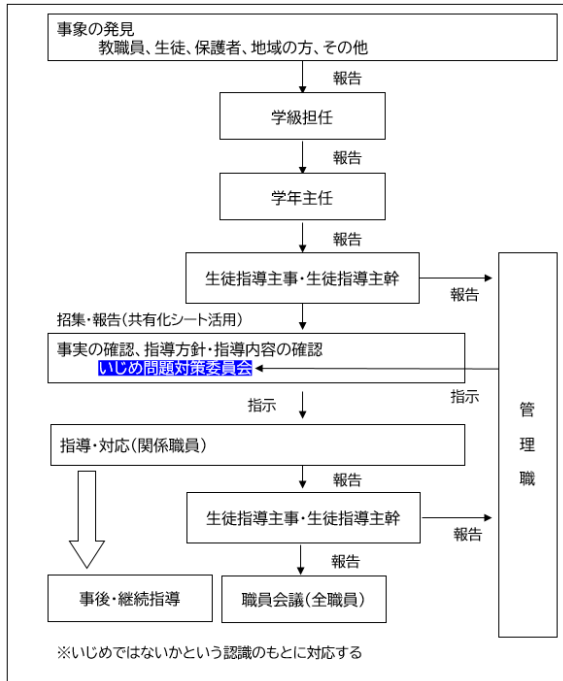 事象の発見
教職員、生徒、保護者、地域の方、その他
報告
学級担任
報告
学年主任
報告
生徒指導主事・生徒指導主幹
報告
招集・報告(共有化シート活用)
事実の確認、指導方針・指導内容の確認
いじめ問題対策委員会
指示
指示
管理職
指導・対応(関係職員)
報告
生徒指導主事・生徒指導主幹
報告
報告
事後・継続指導
職員会議(全職員)
※いじめではないかという認識のもとに対応する